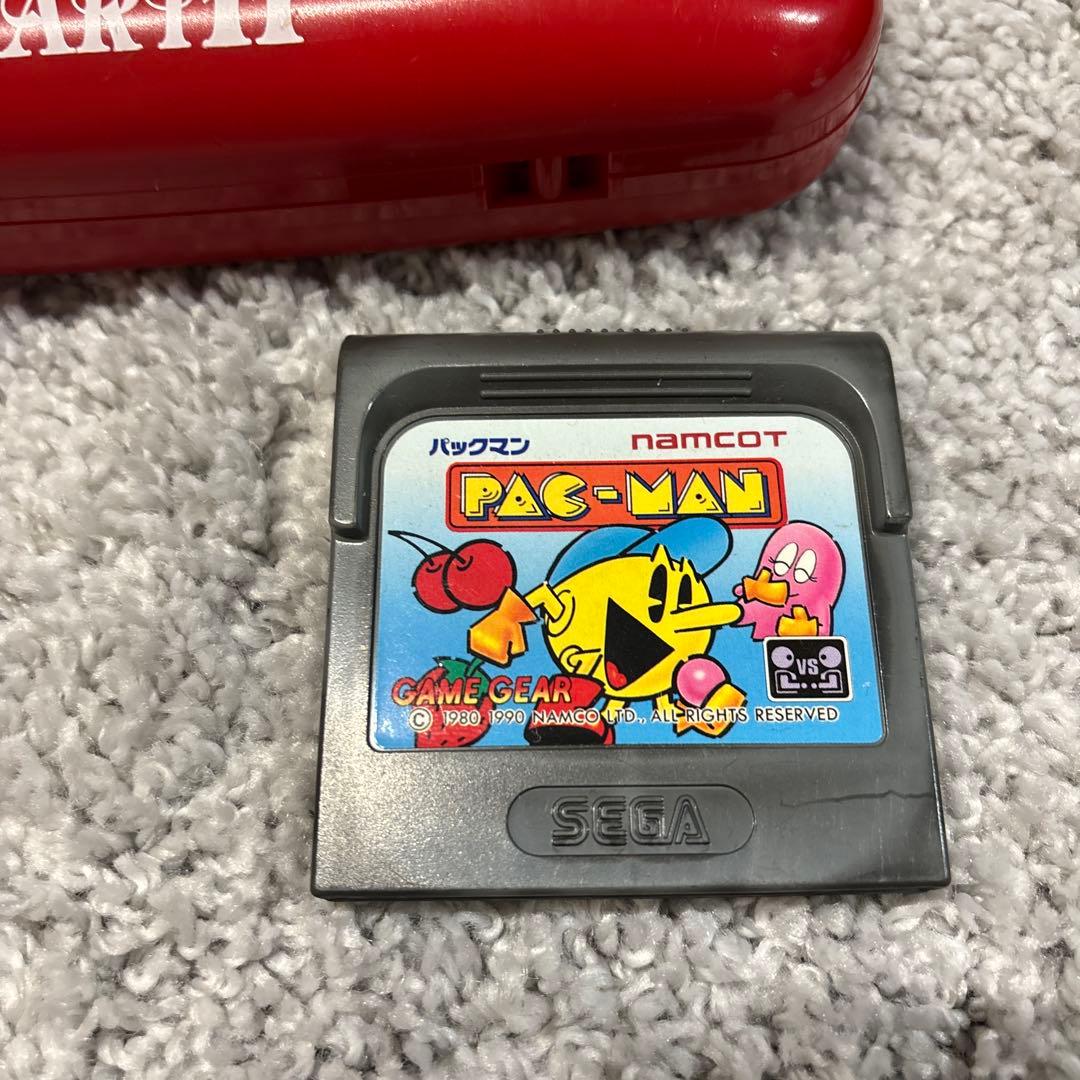 ARTH
パックマン
namcot
PAC-MAN
VS
GAME GEAR
© 1980 1990 NAMCO LTD., ALL RIGHTS RESERVED
SEGA